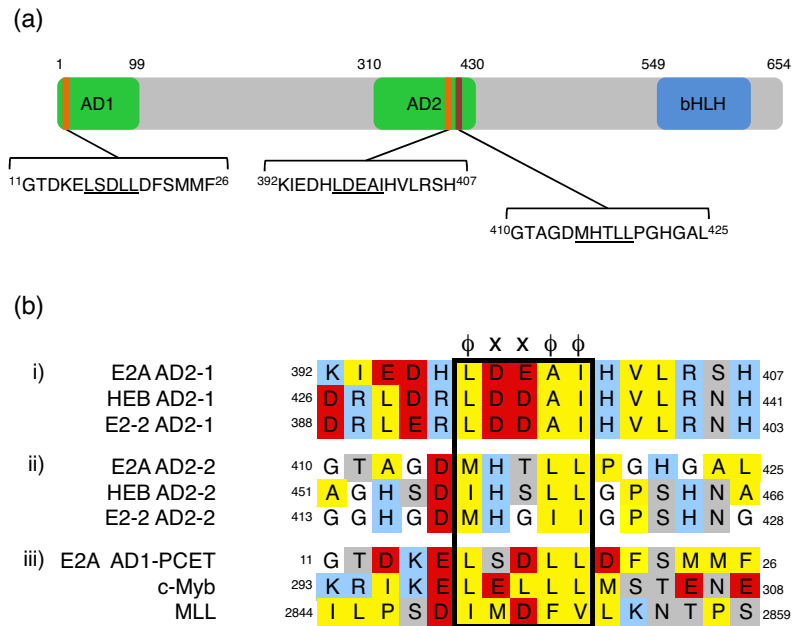 (a)
1 99 310 430 549 654
AD1 AD2 bHLH
11GTDKELSDLLDFSMMF26 392KIEDHLDEAIHVLRSH407
410GTAGDMHTLLPGHGAL425
(b)
ϕ x x ϕ ϕ
i) E2A AD2-1 392 K I E D H L D E A I H V L R S H 407
HEB AD2-1 426 D R L D R L D D A I H V L R N H 441
E2-2 AD2-1 388 D R L E R L D D A I H V L R N H 403
ii) E2A AD2-2 410 G T A G D M H T L L P G H G A L 425
HEB AD2-2 451 A G H S D I H S L L G P S H N A 466
E2-2 AD2-2 413 G G H G D M H G I I G P S H N G 428
iii) E2A AD1-PCET 11 G T D K E L S D L L D F S M M F 26
c-Myb 293 K R I K E L E L L L M S T E N E 308
MLL 2844 I L P S D I M D F V L K N T P S 2859